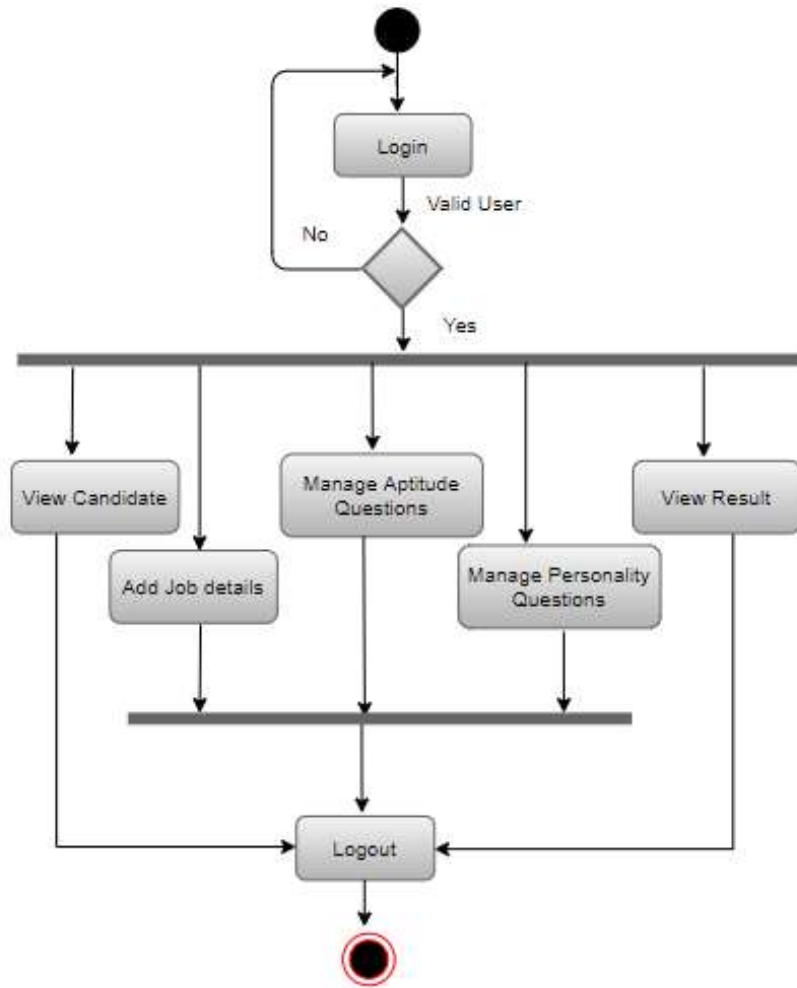 Login
Valid User
No
Yes
View Candidate
Manage Aptitude
Questions
View Result
Add Job details
Manage Personality
Questions
Logout